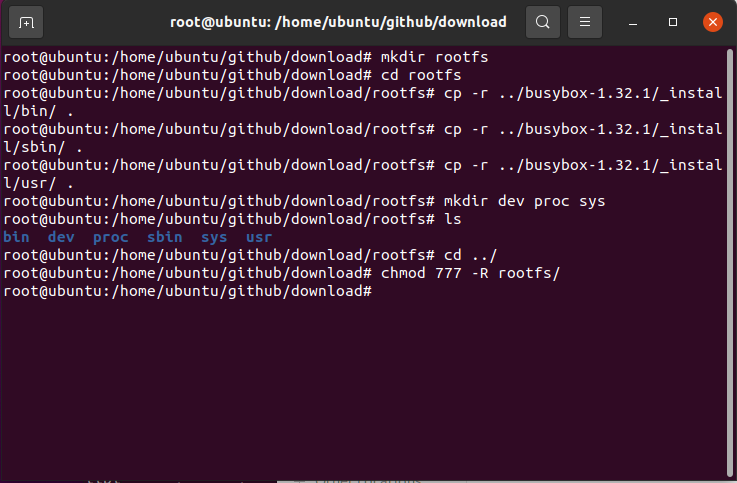 root@ubuntu: /home/ubuntu/github/download
root@ubuntu:/home/ubuntu/github/download# mkdir rootfs
root@ubuntu:/home/ubuntu/github/download# cd rootfs
root@ubuntu:/home/ubuntu/github/download/rootfs# cp -r ../busybox-1.32.1/_instal
l/bin/ .
root@ubuntu:/home/ubuntu/github/download/rootfs# cp -r ../busybox-1.32.1/_instal
l/sbin/ .
root@ubuntu:/home/ubuntu/github/download/rootfs# cp -r ../busybox-1.32.1/_instal
l/usr/ .
root@ubuntu:/home/ubuntu/github/download/rootfs# mkdir dev proc sys
root@ubuntu:/home/ubuntu/github/download/rootfs# ls
bin  dev  proc  sbin  sys  usr
root@ubuntu:/home/ubuntu/github/download/rootfs# cd ../
root@ubuntu:/home/ubuntu/github/download# chmod 777 -R rootfs/
root@ubuntu:/home/ubuntu/github/download#